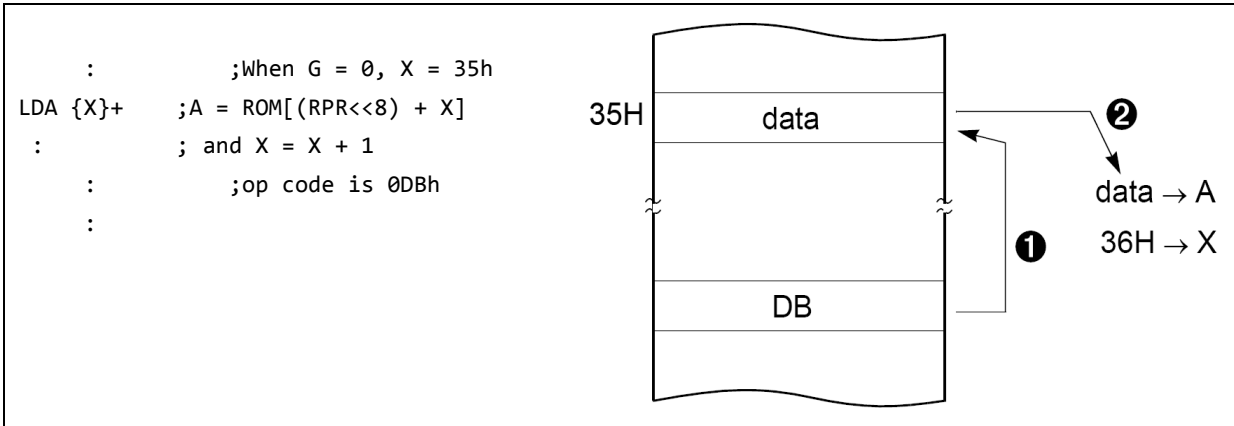 : ;When G = 0, X = 35h
LDA {X}+ ;A = ROM[(RPR<<8) + X]
: ; and X = X + 1
: ;op code is 0DBh
:
35H
data
❷
data → A
36H → X
❶
DB